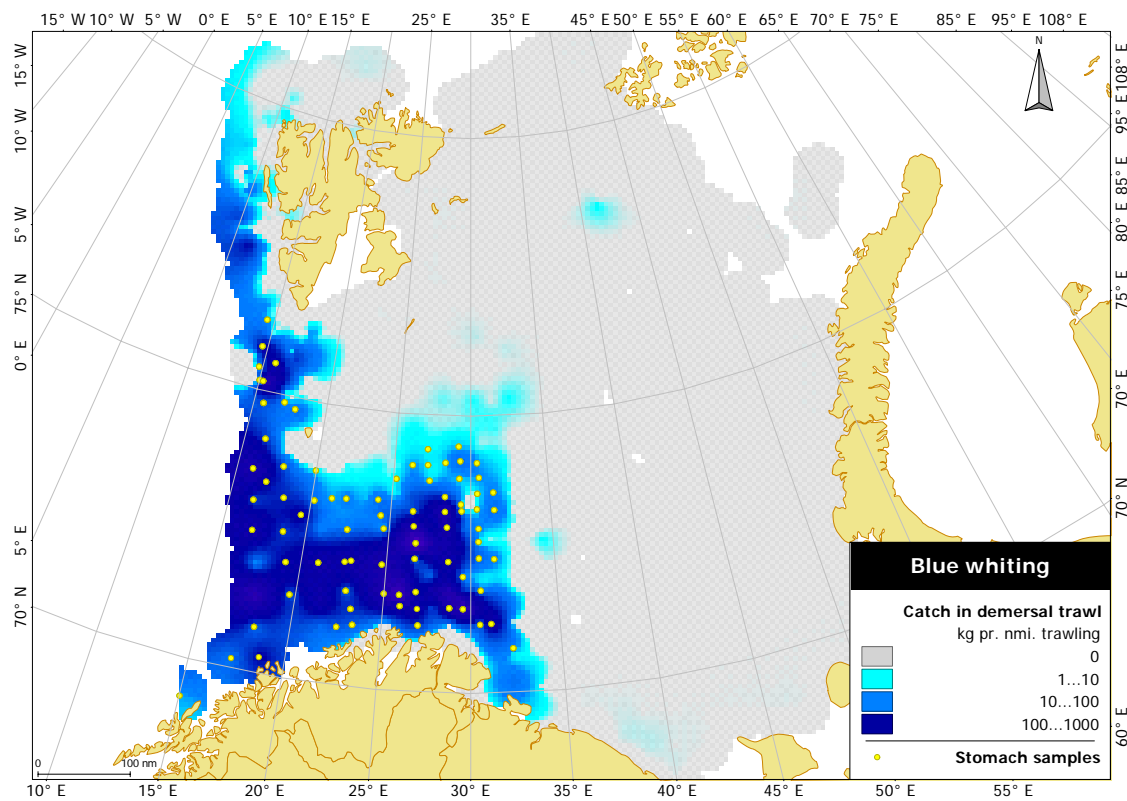 15° W 10° W 5° W 0° E 5° E 10° E 15° E 25° E 35° E 45° E 50° E 55° E 60° E 65° E 70° E 75° E 85° E 95° E 108° E
15° W
10° W
5° W
75° N
0° E
5° E
70° N
108° E
95° E
85° E
80° E
75° E
70° E
70° N
60° E
N
Blue whiting
Catch in demersal trawl
kg pr. nmi. trawling
0
1...10
10...100
100...1000
Stomach samples
0 100 nm
10° E 15° E 20° E 25° E 30° E 35° E 40° E 45° E 50° E 55° E